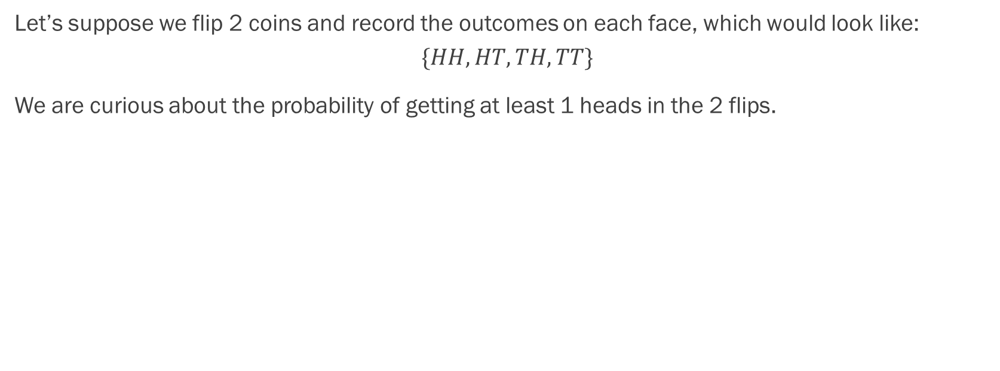 Let’s suppose we flip 2 coins and record the outcomes on each face, which would look like:
{HH, HT, TH, TT}
We are curious about the probability of getting at least 1 heads in the 2 flips.